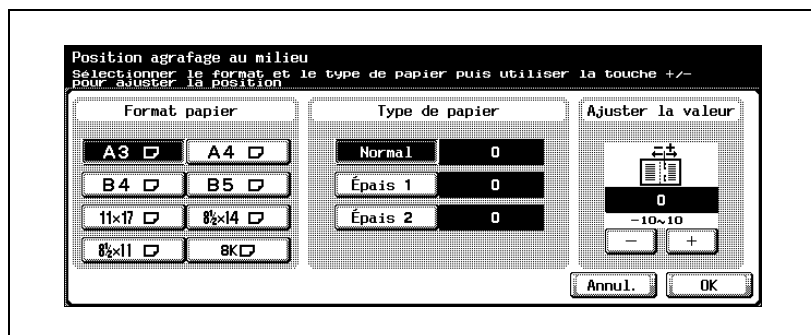 Position agrafage au milieu
Sélectionner le format et le type de papier puis utiliser la touche +/-
pour ajuster la position
Format papier
Type de papier
Ajuster la valeur
A3
A4
Normal
0
B4
B5
Épais 1
0
0
11×17
8½×14
Épais 2
0
-10~10
8½×11
8K
-
+
Annul.
OK